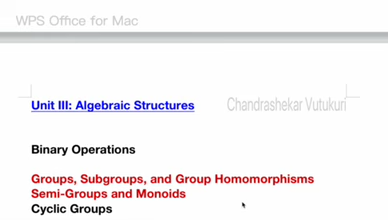 WPS Office for Mac
Unit III: Algebraic Structures
Chandrashekar Vutukuri
Binary Operations
Groups, Subgroups, and Group Homomorphisms
Semi-Groups and Monoids
Cyclic Groups